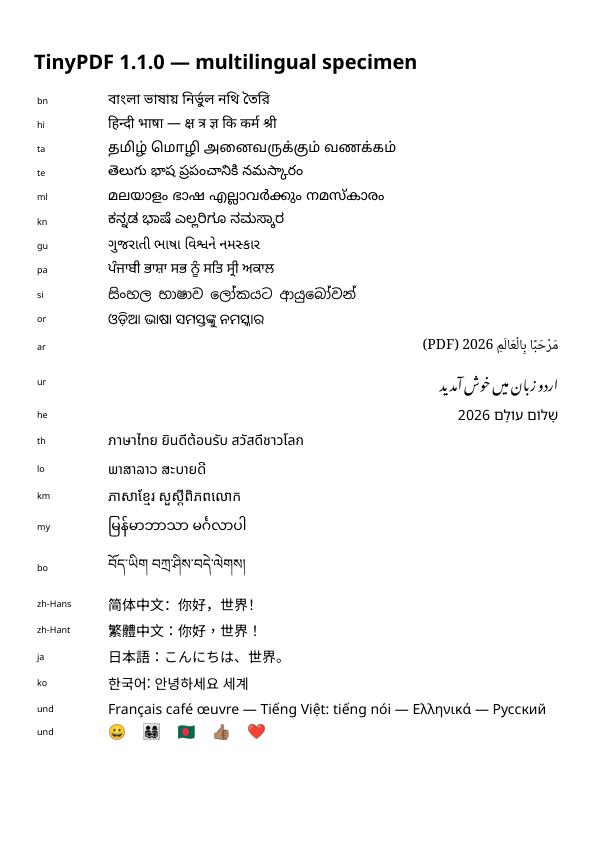 TinyPDF 1.1.0 — multilingual specimen
bn বাংলা ভাষায় নির্ভুল নথি তৈরি
hi हिन्दी भाषा — क्ष त्र ज्ञ कि कर्म श्री
ta தமிழ் மொழி அனைவருக்கும் வணக்கம்
te తెలుగు భాష ప్రపంచానికి నమస్కారం
ml മലയാളം ഭാഷ എല്ലാവർക്കും നമസ്കാരം
kn ಕನ್ನಡ ಭಾಷೆ ಎಲ್ಲರಿಗೂ ನಮಸ್ಕಾರ
gu ગુજરાતી ભાષા વિશ્વને નમસ્કાર
pa ਪੰਜਾਬੀ ਭਾਸ਼ਾ ਸਭ ਨੂੰ ਸਤਿ ਸ੍ਰੀ ਅਕਾਲ
si සිංහල භාෂාව ලෝකයට ආයුබෝවන්
or ଓଡ଼ିଆ ଭାଷା ସମସ୍ତଙ୍କୁ ନମସ୍କାର
ar مَرْحَبًا بِالْعَالَمِ 2026 (PDF)
ur اردو زبان میں خوش آمدید
he שָׁלוֹם עוֹלָם 2026
th ภาษาไทย ยินดีต้อนรับ สวัสดีชาวโลก
lo ພາສາລາວ ສະບາຍດີ
km ភាសាខ្មែរ សួស្តីពិភពលោក
my မြန်မာဘာသာ မင်္ဂလာပါ
bo བོད་ཡིག བཀྲ་ཤིས་བདེ་ལེགས།
zh-Hans 简体中文：你好，世界！
zh-Hant 繁體中文：你好，世界！
ja 日本語：こんにちは、世界。
ko 한국어: 안녕하세요 세계
und Français café œuvre — Tiếng Việt: tiếng nói — Ελληνικά — Русский
und 😀 👨‍👩‍👧‍👦 🇧🇩 👍🏽 ❤️